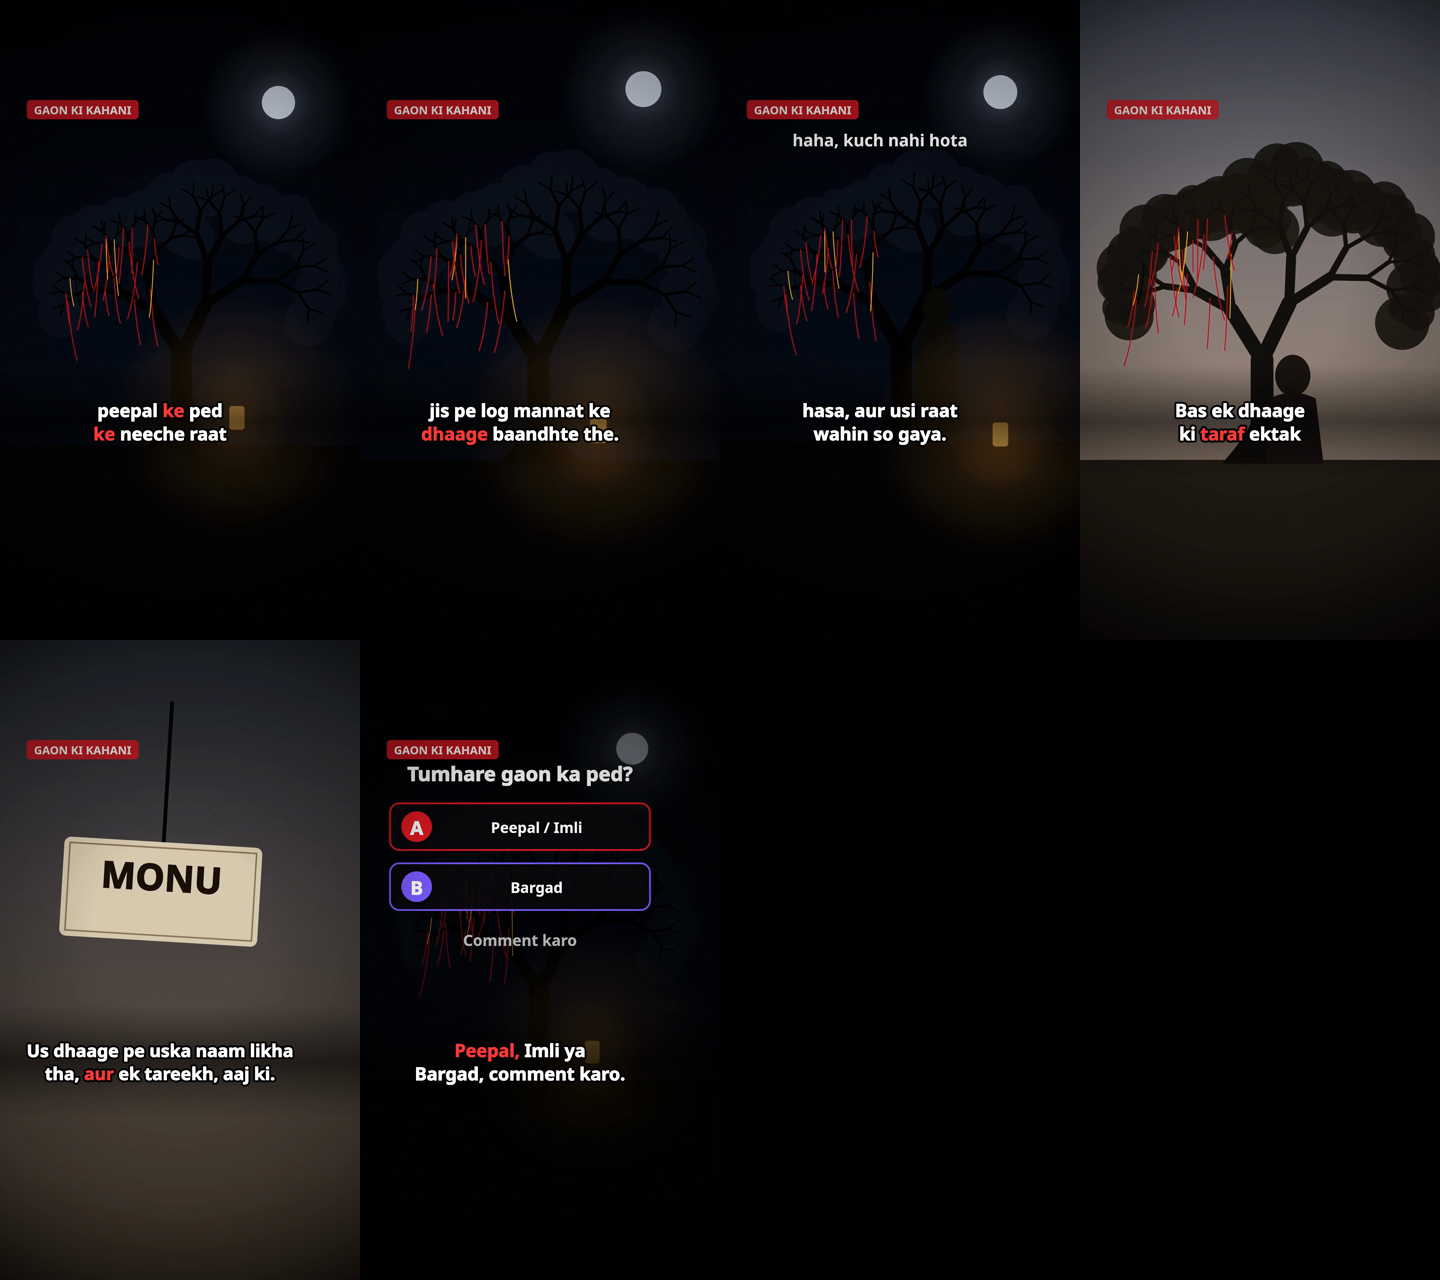 GAON KI KAHANI
peepal ke ped
ke neeche raat
GAON KI KAHANI
jis pe log mannat ke
dhaage baandhte the.
GAON KI KAHANI
haha, kuch nahi hota
hasa, aur usi raat
wahin so gaya.
GAON KI KAHANI
Bas ek dhaage
ki taraf ektak
GAON KI KAHANI
MONU
Us dhaage pe uska naam likha
tha, aur ek tareekh, aaj ki.
GAON KI KAHANI
Tumhare gaon ka ped?
A Peepal / Imli
B Bargad
Comment karo
Peepal, Imli ya
Bargad, comment karo.